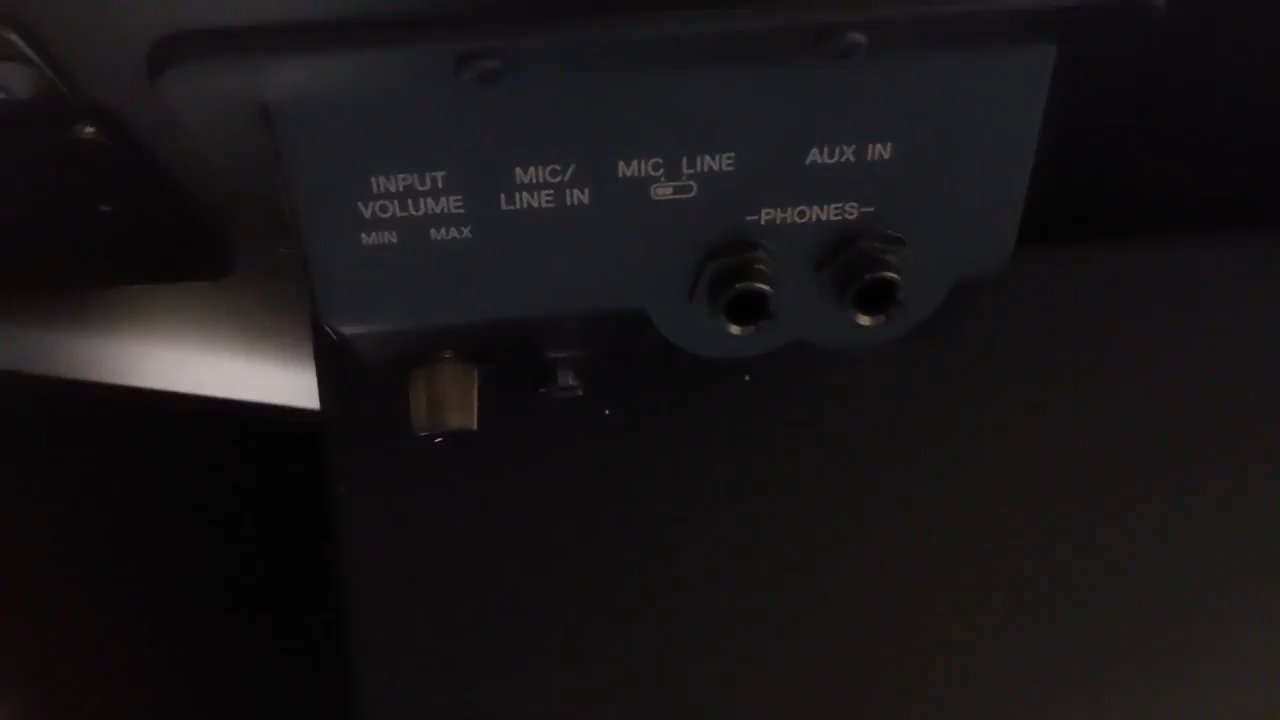 INPUT
VOLUME
MIN MAX
MIC/
LINE IN
MIC LINE
AUX IN
-PHONES-